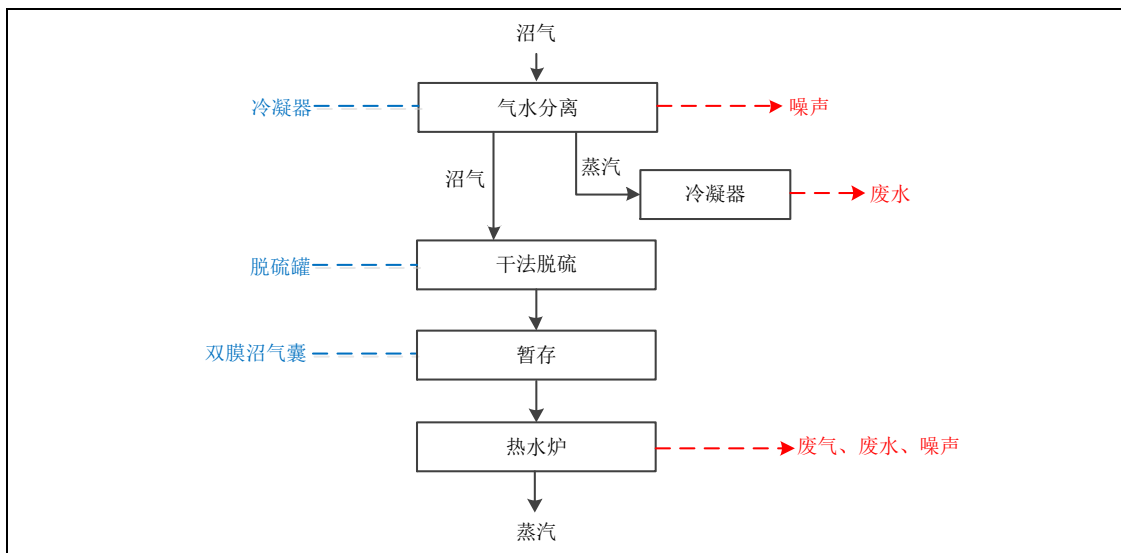 沼气
冷凝器
气水分离
噪声
沼气
蒸汽
冷凝器
废水
脱硫罐
干法脱硫
双膜沼气囊
暂存
热水炉
废气、废水、噪声
蒸汽